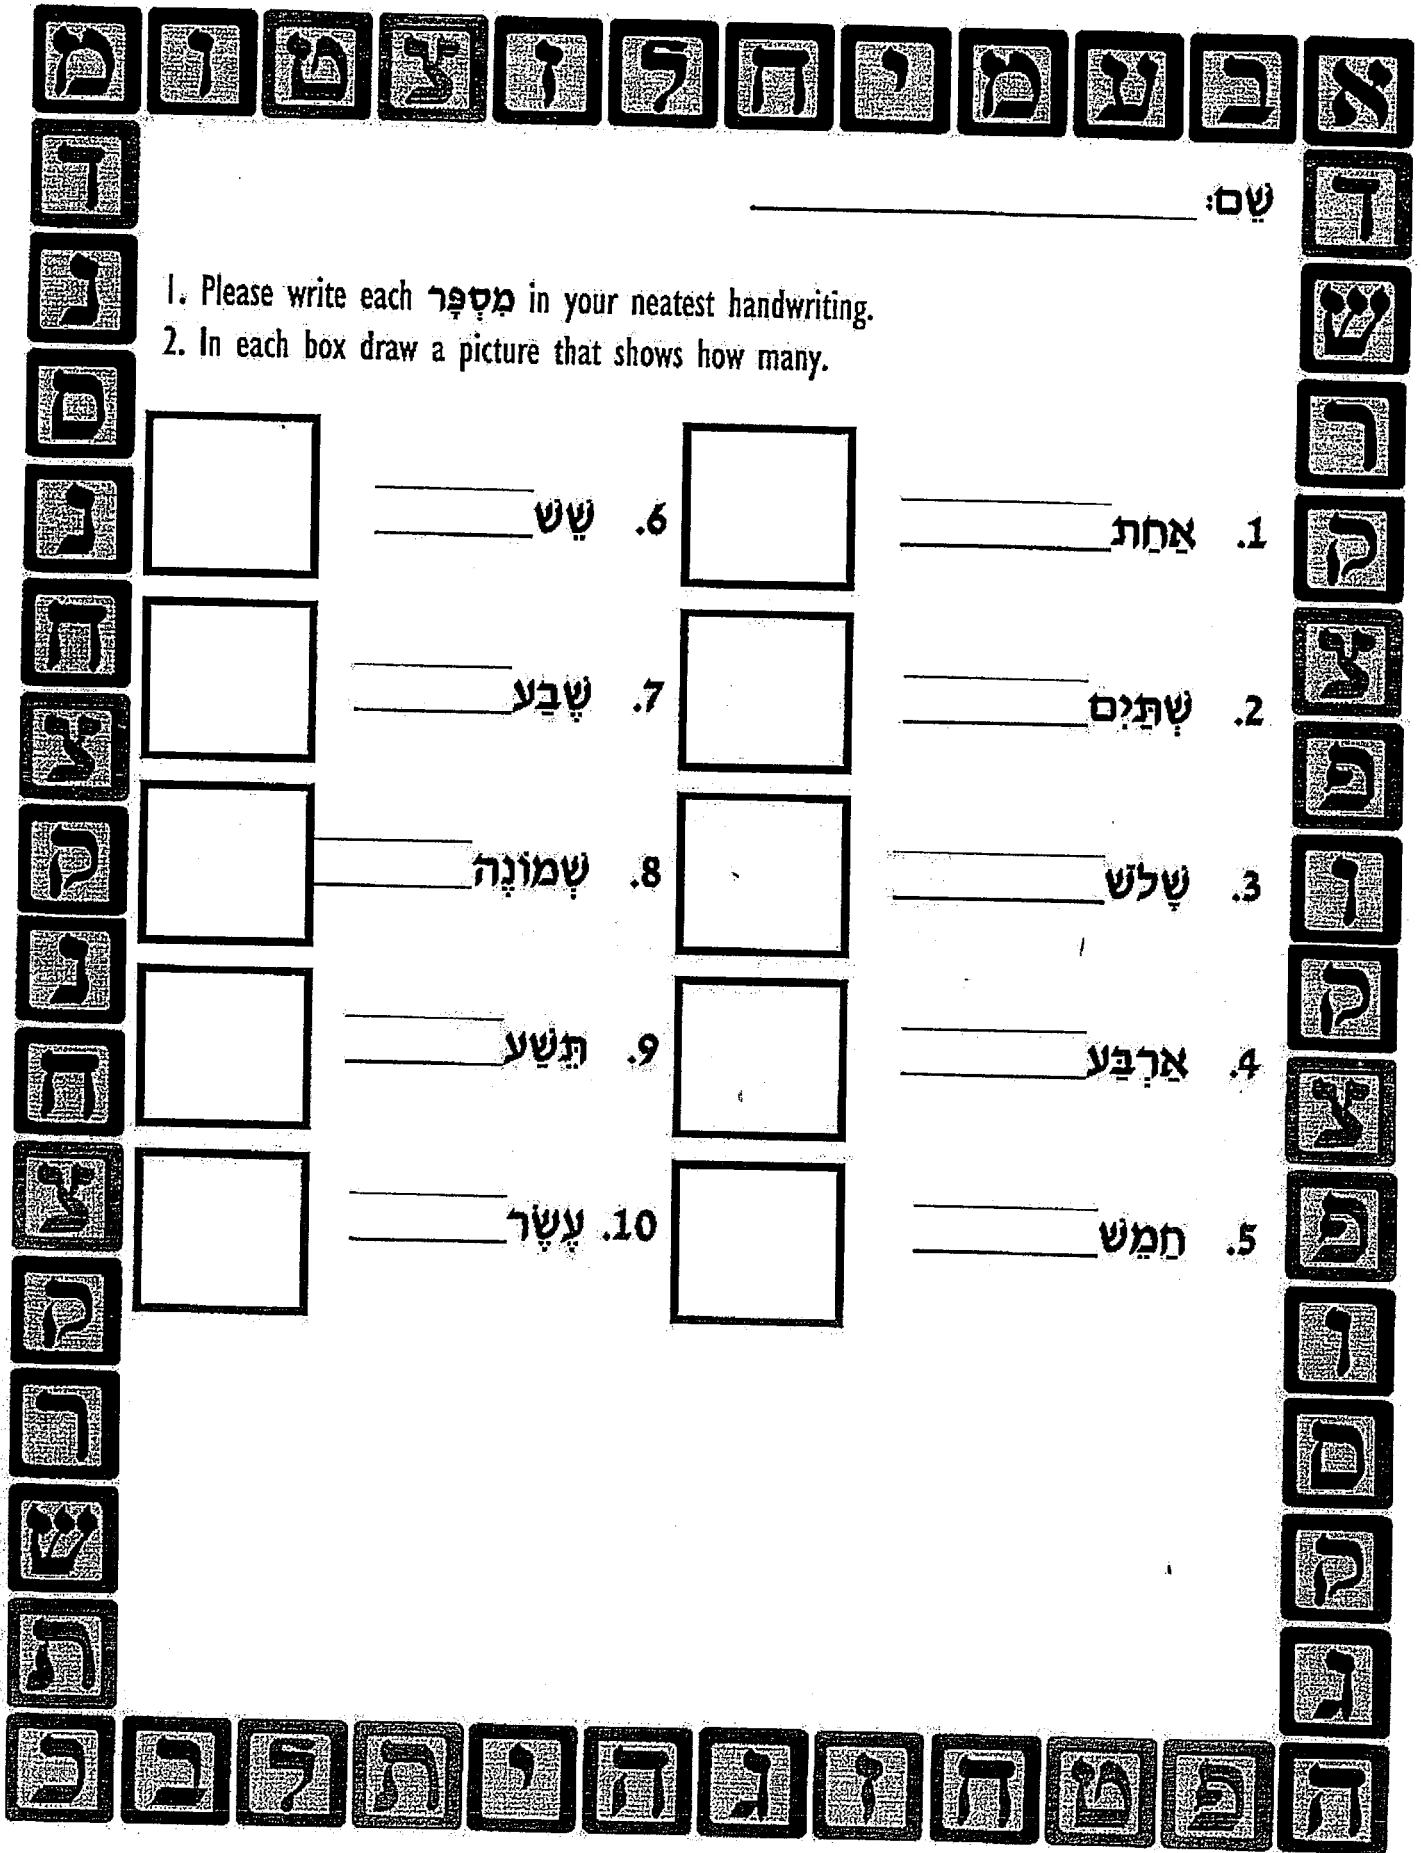 שֵׁם:
1. Please write each מִסְפָּר in your neatest handwriting.
2. In each box draw a picture that shows how many.
1. אַחַת
2. שְׁתַּיִם
3. שָׁלֹשׁ
4. אַרְבַּע
5. חַמֵשׁ
6. שֵׁשׁ
7. שֶׁבַע
8. שְׁמוֹנֶה
9. תֵּשַׁע
10. עֶשֶׂר